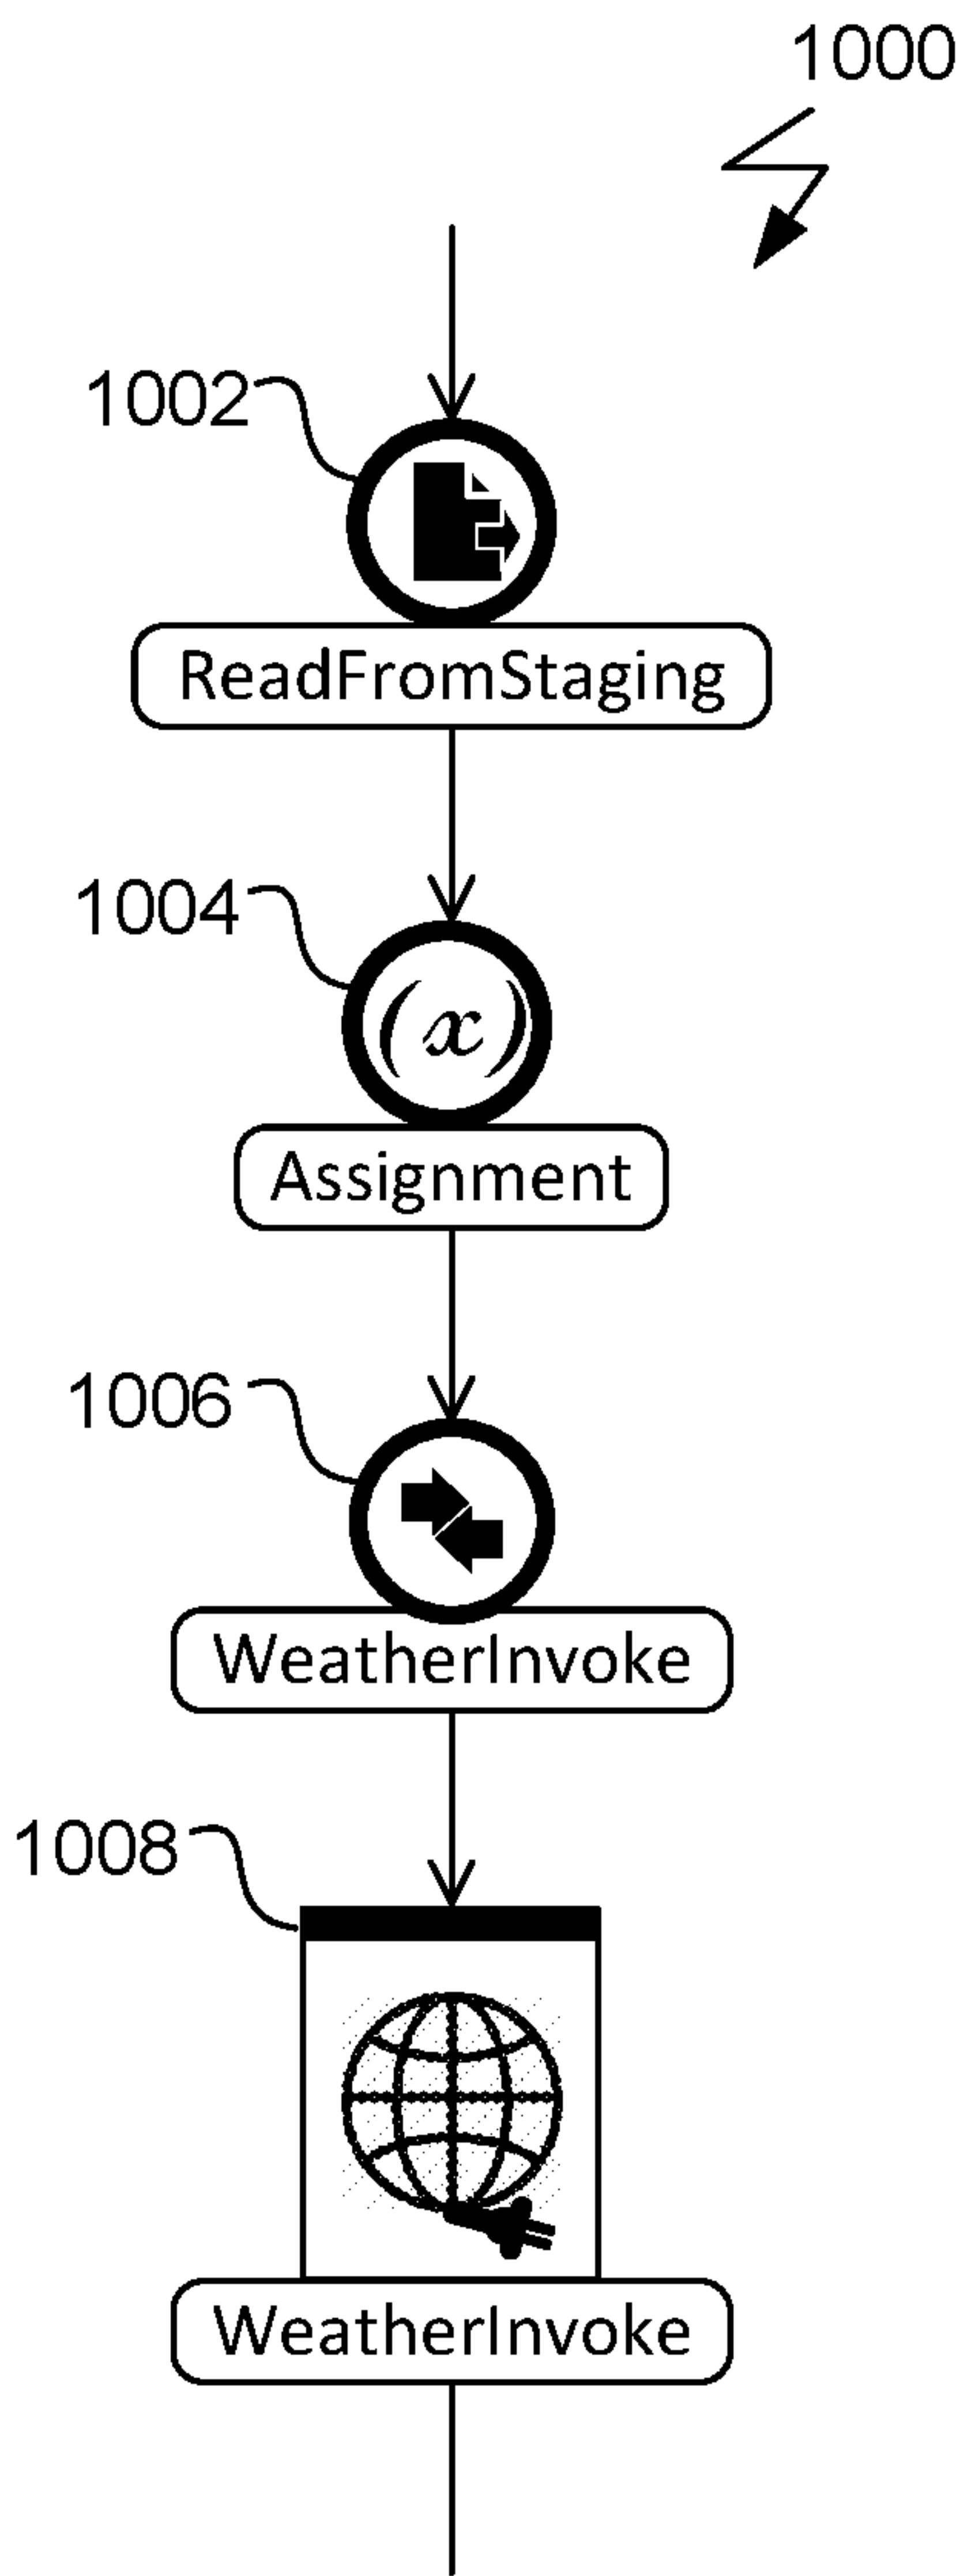 1000
1002
ReadFromStaging
1004
(x)
Assignment
1006
WeatherInvoke
1008
WeatherInvoke